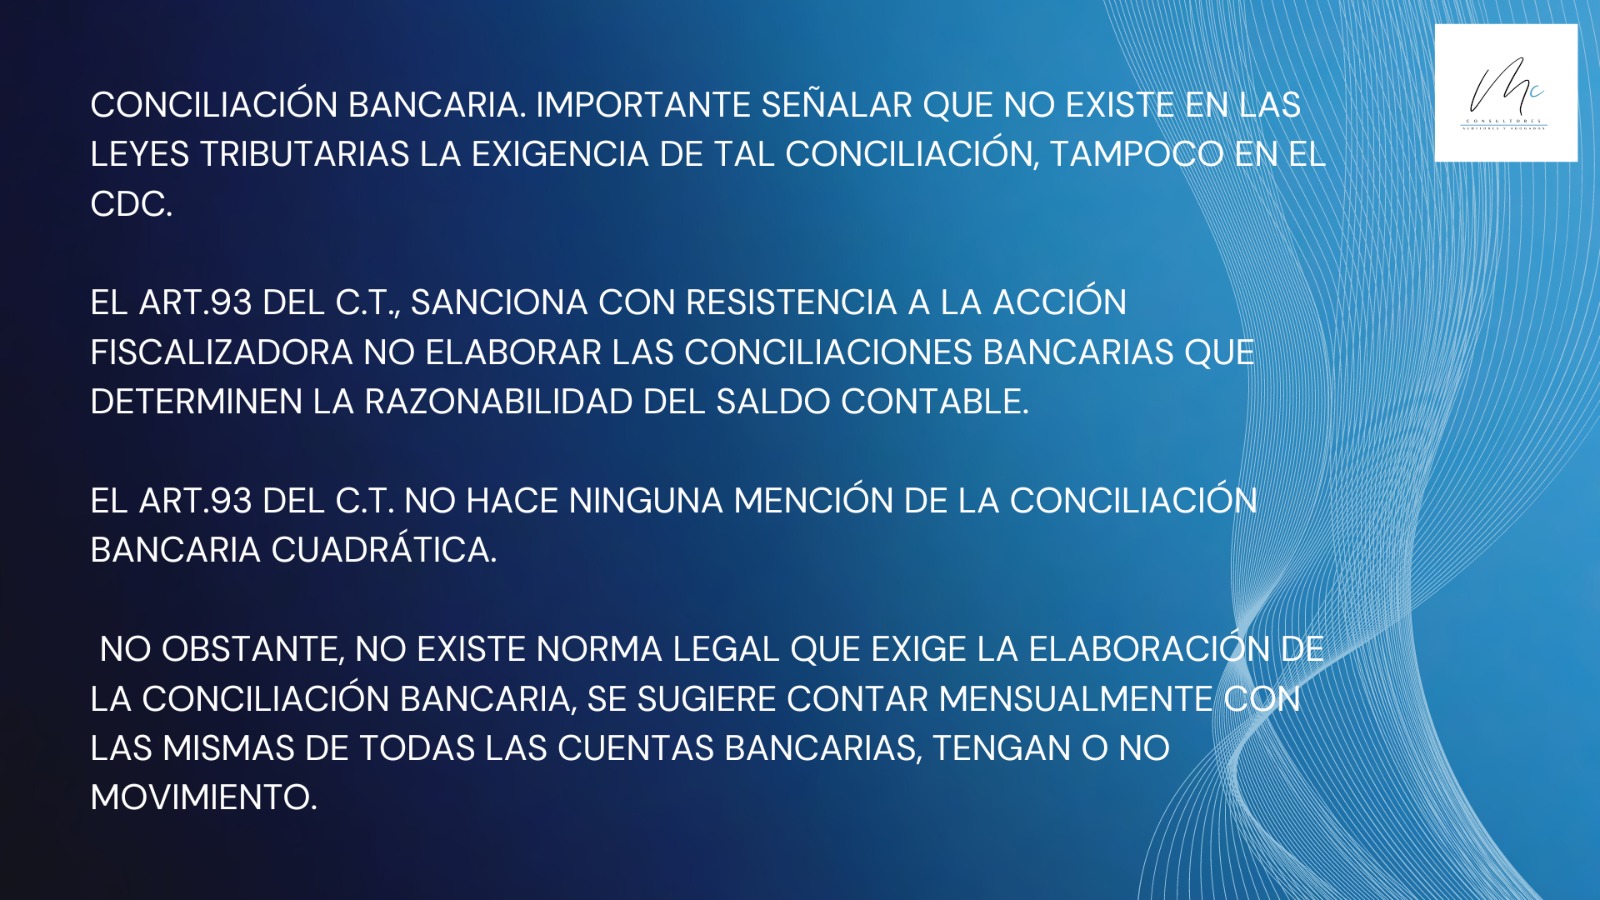 CONCILIACIÓN BANCARIA. IMPORTANTE SEÑALAR QUE NO EXISTE EN LAS
LEYES TRIBUTARIAS LA EXIGENCIA DE TAL CONCILIACIÓN, TAMPOCO EN EL
CDC.
EL ART.93 DEL C.T., SANCIONA CON RESISTENCIA A LA ACCIÓN
FISCALIZADORA NO ELABORAR LAS CONCILIACIONES BANCARIAS QUE
DETERMINEN LA RAZONABILIDAD DEL SALDO CONTABLE.
EL ART.93 DEL C.T. NO HACE NINGUNA MENCIÓN DE LA CONCILIACIÓN
BANCARIA CUADRÁTICA.
NO OBSTANTE, NO EXISTE NORMA LEGAL QUE EXIGE LA ELABORACIÓN DE
LA CONCILIACIÓN BANCARIA, SE SUGIERE CONTAR MENSUALMENTE CON
LAS MISMAS DE TODAS LAS CUENTAS BANCARIAS, TENGAN O NO
MOVIMIENTO.
Mc
CONSULTORES
AUDITORES Y ABOGADOS